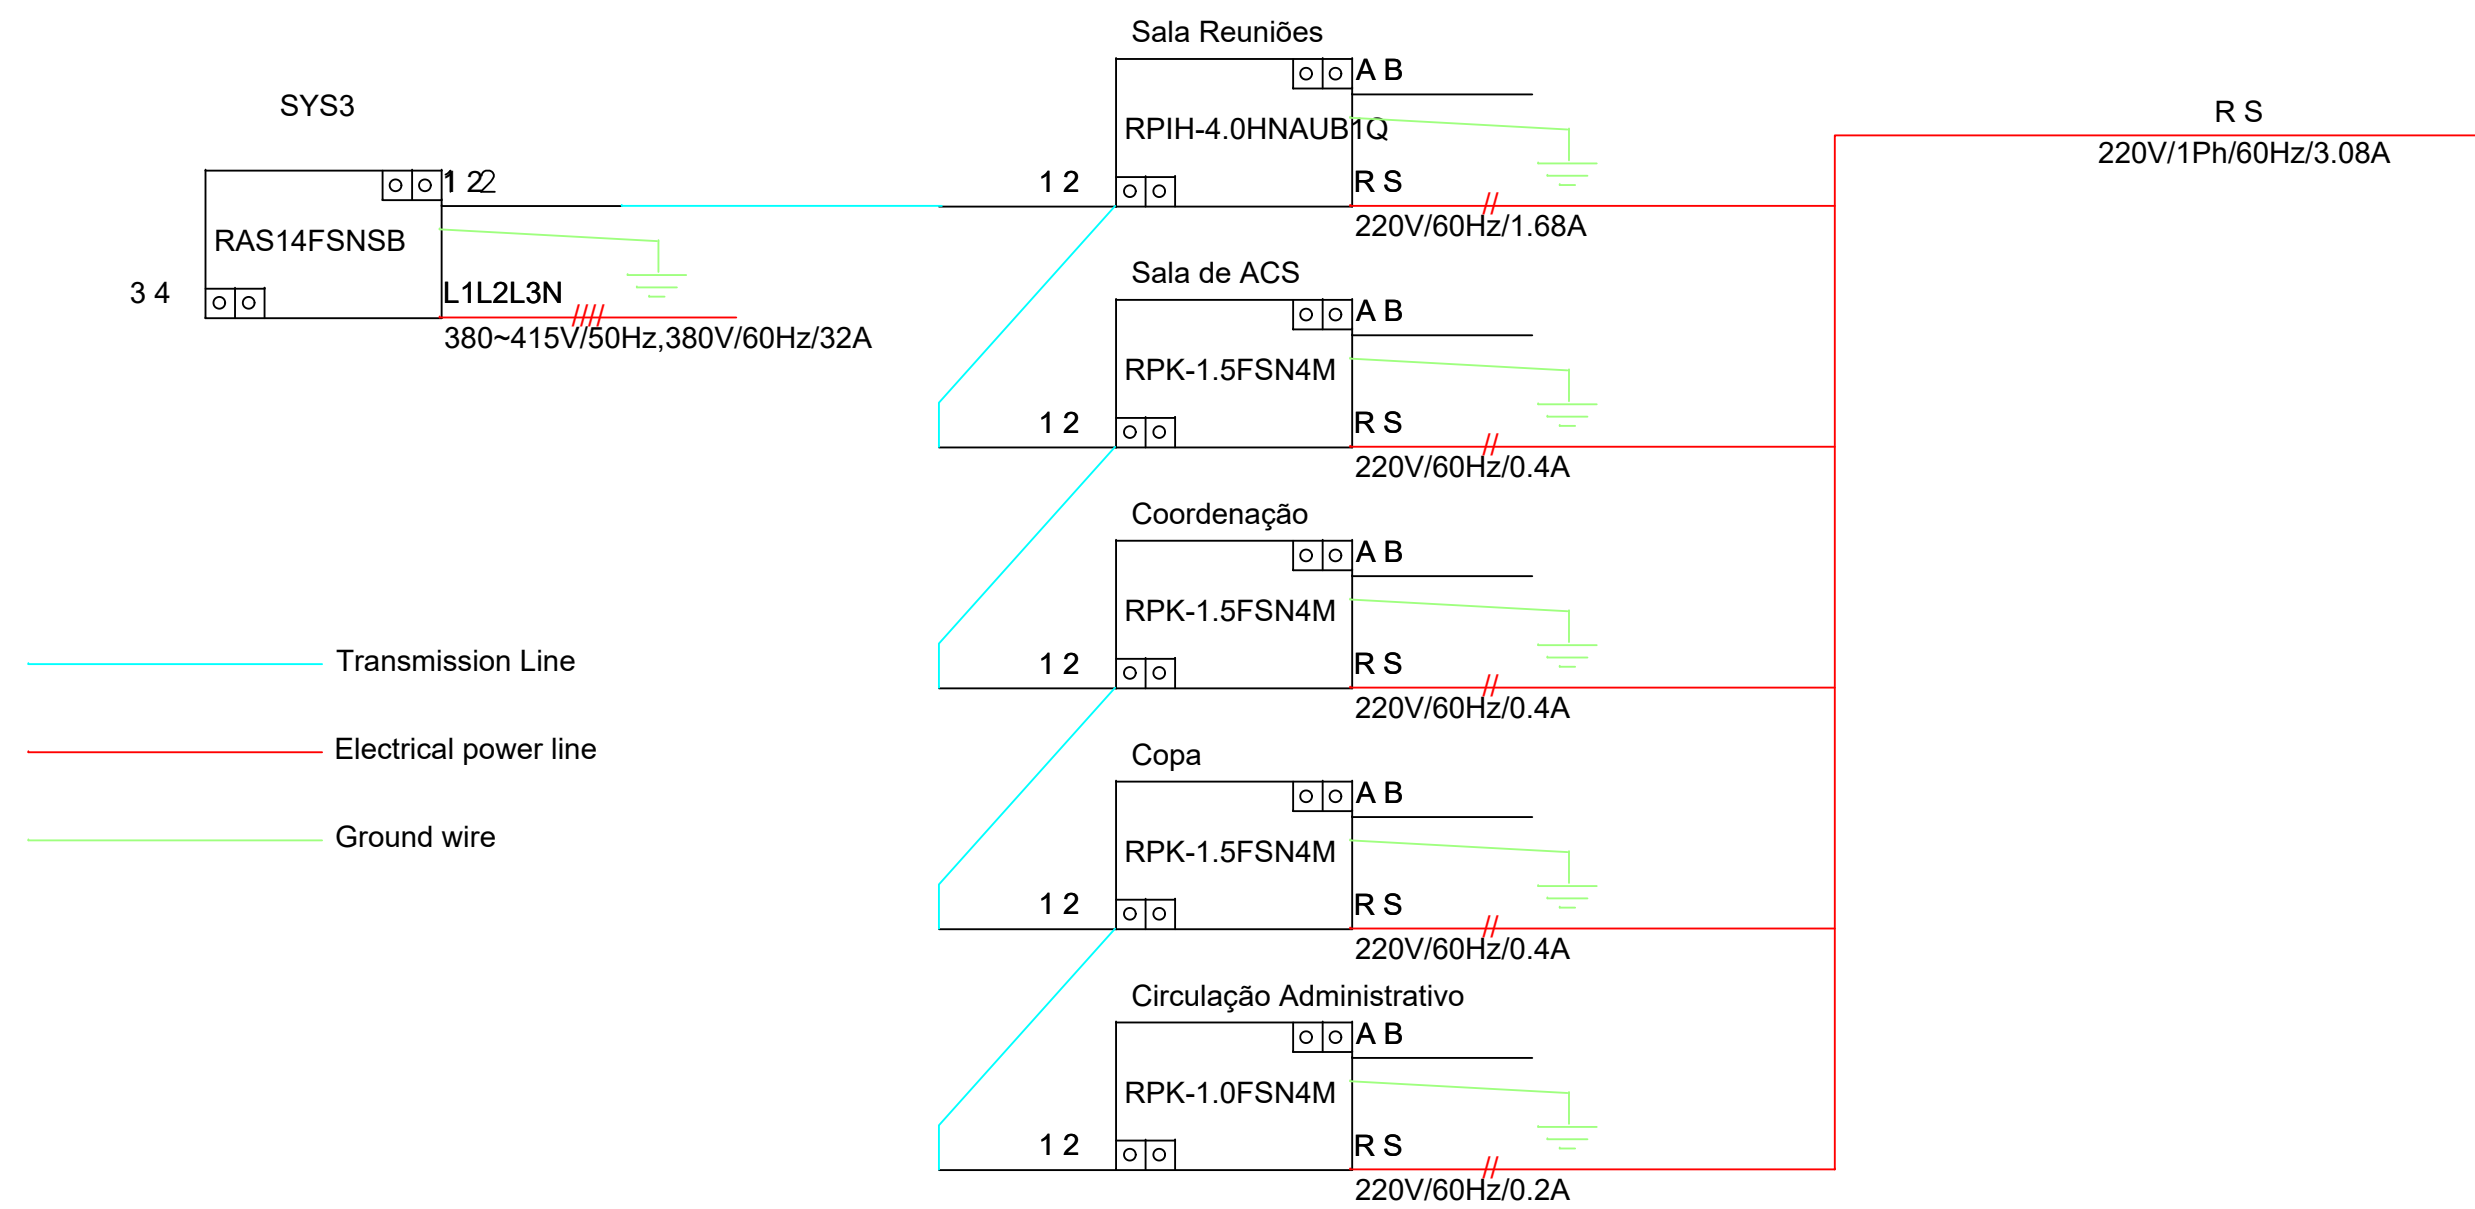 SYS3
1 2
2
RAS14FSNSB
3 4
L1L2L3N
380~415V/50Hz,380V/60Hz/32A
Transmission Line
Electrical power line
Ground wire
Sala Reuniões
A B
RPIH-4.0HNAUB1Q
1 2
R S
220V/60Hz/1.68A
Sala de ACS
A B
RPK-1.5FSN4M
1 2
R S
220V/60Hz/0.4A
Coordenação
A B
RPK-1.5FSN4M
1 2
R S
220V/60Hz/0.4A
Copa
A B
RPK-1.5FSN4M
1 2
R S
220V/60Hz/0.4A
Circulação Administrativo
A B
RPK-1.0FSN4M
1 2
R S
220V/60Hz/0.2A
R S
220V/1Ph/60Hz/3.08A